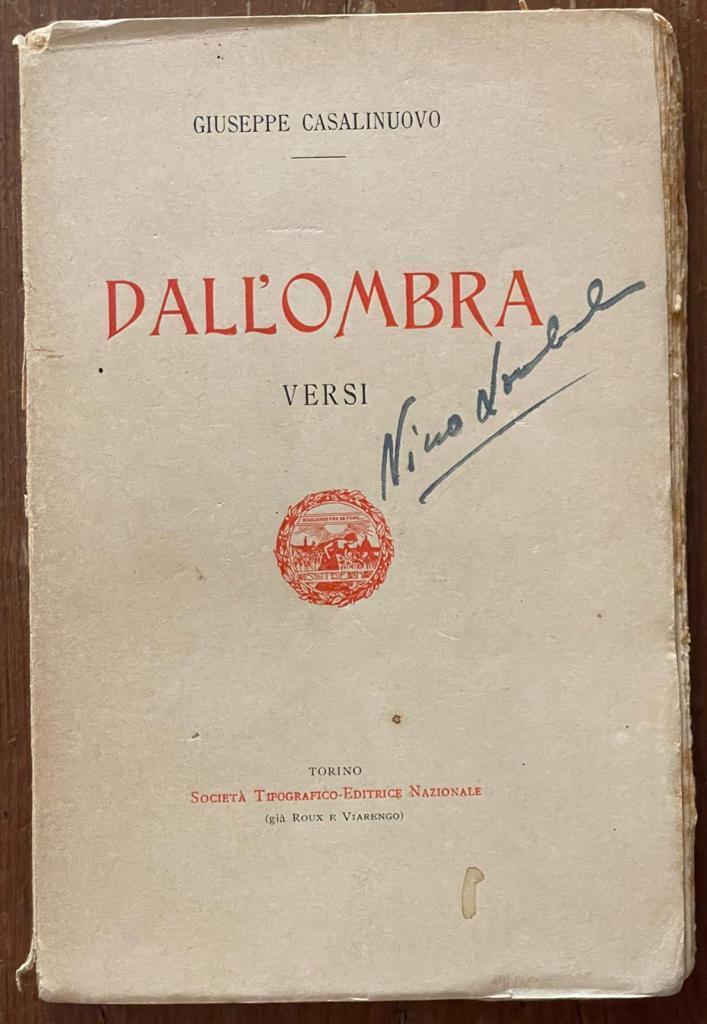 GIUSEPPE CASALINUOVO
DALL'OMBRA
VERSI
Nino
S.T.E.N.
TORINO
SOCIETÀ TIPOGRAFICO-EDITRICE NAZIONALE
(già ROUX E VIARENGO)